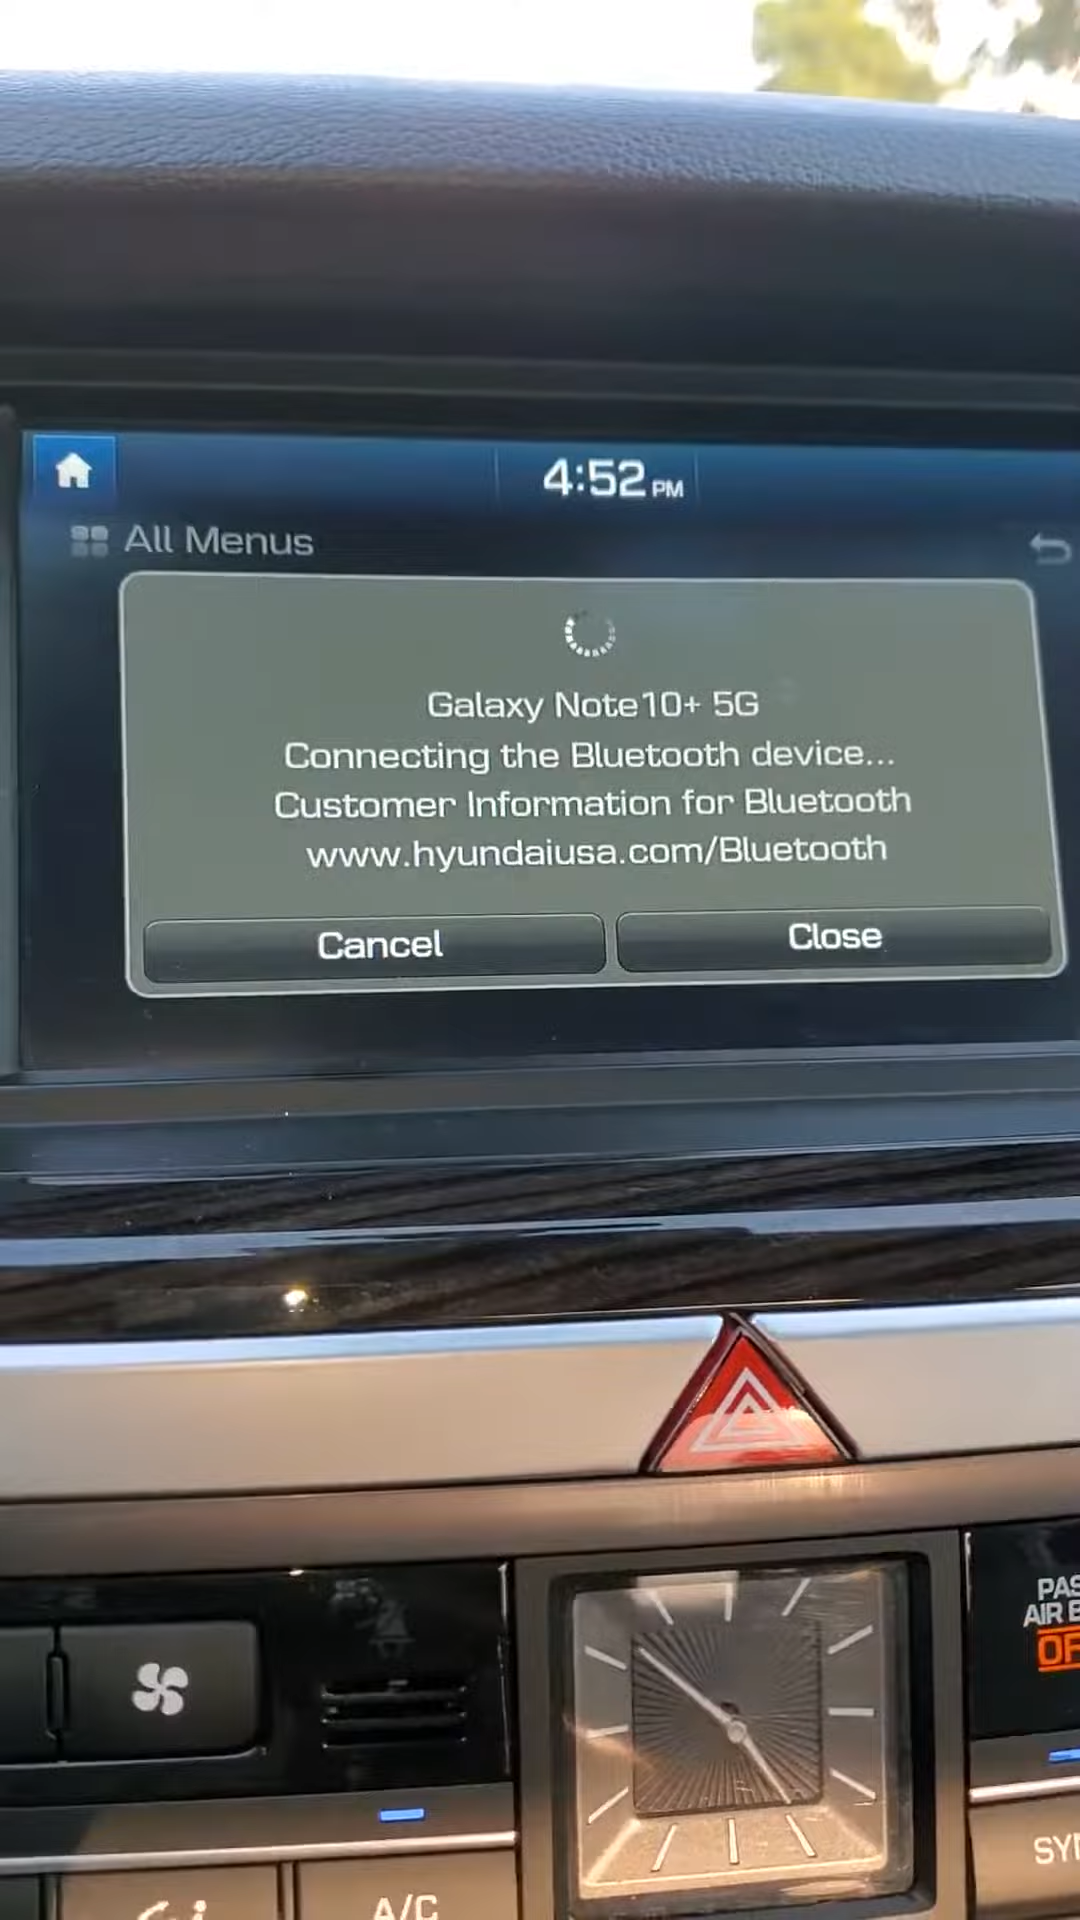 4:52 PM
All Menus
Galaxy Note10+ 5G
Connecting the Bluetooth device...
Customer Information for Bluetooth
www.hyundaiusa.com/Bluetooth
Cancel
Close
A/C